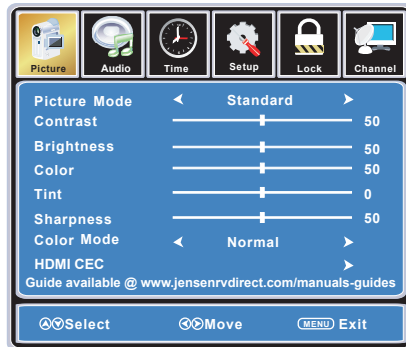 Picture Audio Time Setup Lock Channel
Picture Mode Standard
Contrast 50
Brightness 50
Color 50
Tint 0
Sharpness 50
Color Mode Normal
HDMI CEC
Guide available @ www.jensenrvdirect.com/manuals-guides
Select Move MENU Exit